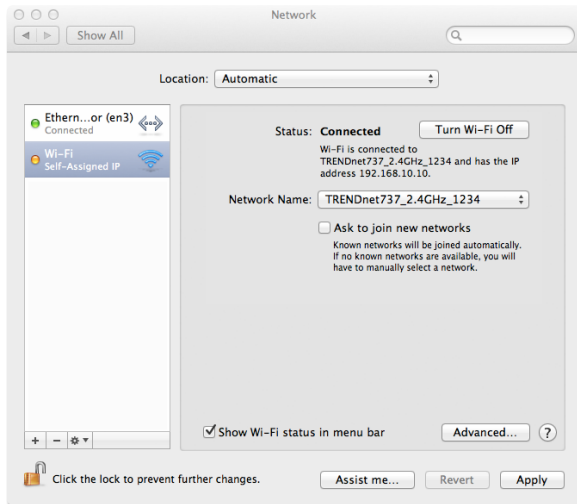 Network
Show All
Location: Automatic
Ethern...or (en3)
Connected
Wi-Fi
Self-Assigned IP
Status: Connected
Turn Wi-Fi Off
Wi-Fi is connected to
TRENDnet737_2.4GHz_1234 and has the IP
address 192.168.10.10.
Network Name: TRENDnet737_2.4GHz_1234
Ask to join new networks
Known networks will be joined automatically.
If no known networks are available, you will
have to manually select a network.
Show Wi-Fi status in menu bar
Advanced...
?
+ −
Click the lock to prevent further changes.
Assist me...
Revert
Apply